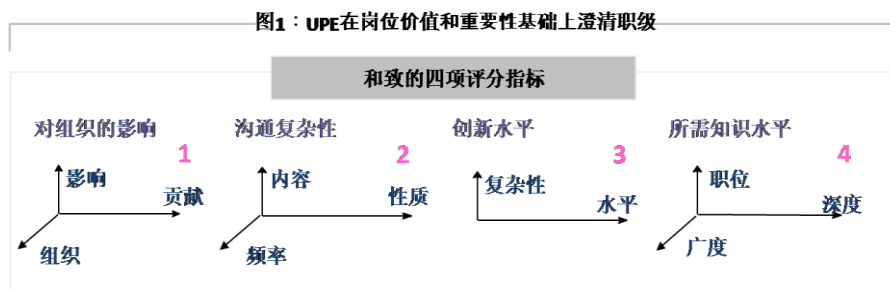 图1：UPE在岗位价值和重要性基础上澄清职级
和致的四项评分指标
对组织的影响
1
影响
贡献
组织
沟通复杂性
2
内容
性质
频率
创新水平
3
复杂性
水平
所需知识水平
4
职位
深度
广度